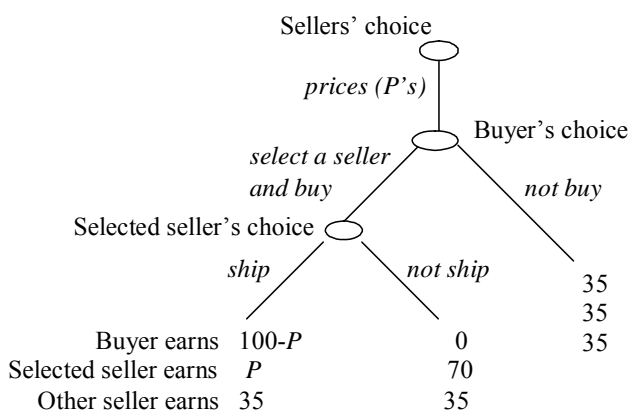 Sellers' choice
prices (P's)
Buyer's choice
select a seller
and buy
not buy
Selected seller's choice
ship
not ship
35
35
35
Buyer earns 100-P 0
Selected seller earns P 70
Other seller earns 35 35